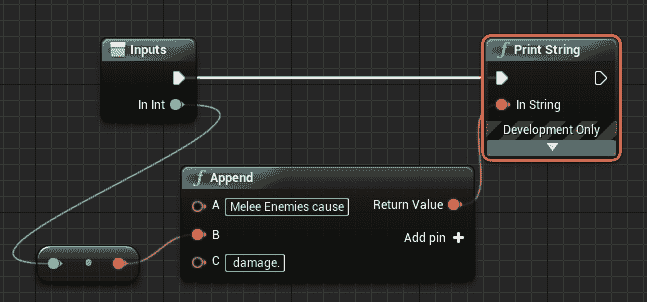 Inputs
In Int
Print String
In String
Development Only
Append
A Melee Enemies cause
Return Value
B
Add pin
C damage.